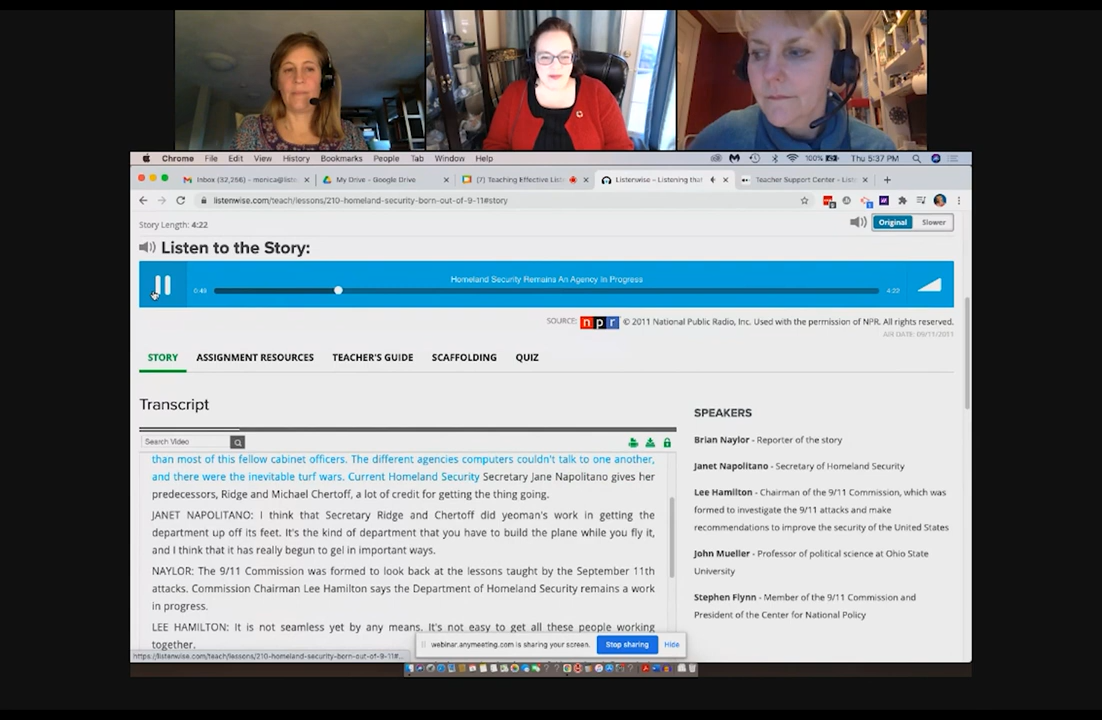 Chrome File Edit View History Bookmarks People Tab Window Help 100% Thu 5:37 PM
Inbox (32,256) - monica@liste × My Drive - Google Drive × (7) Teaching Effective List × Listenwise - Listening that × Teacher Support Center - Lis × +
listenwise.com/teach/lessons/210-homeland-security-born-out-of-9-11#story
Story Length: 4:22
Original Slower
Listen to the Story:
Homeland Security Remains An Agency In Progress
0:49 4:22
SOURCE: npr © 2011 National Public Radio, Inc. Used with the permission of NPR. All rights reserved.
AIR DATE: 09/11/2011
STORY ASSIGNMENT RESOURCES TEACHER'S GUIDE SCAFFOLDING QUIZ
Transcript
Search Video
than most of this fellow cabinet officers. The different agencies computers couldn't talk to one another,
and there were the inevitable turf wars. Current Homeland Security Secretary Jane Napolitano gives her
predecessors, Ridge and Michael Chertoff, a lot of credit for getting the thing going.
JANET NAPOLITANO: I think that Secretary Ridge and Chertoff did yeoman's work in getting the
department up off its feet. It's the kind of department that you have to build the plane while you fly it,
and I think that it has really begun to gel in important ways.
NAYLOR: The 9/11 Commission was formed to look back at the lessons taught by the September 11th
attacks. Commission Chairman Lee Hamilton says the Department of Homeland Security remains a work
in progress.
LEE HAMILTON: It is not seamless yet by any means. It's not easy to get all these people working
together.
SPEAKERS
Brian Naylor - Reporter of the story
Janet Napolitano - Secretary of Homeland Security
Lee Hamilton - Chairman of the 9/11 Commission, which was
formed to investigate the 9/11 attacks and make
recommendations to improve the security of the United States
John Mueller - Professor of political science at Ohio State
University
Stephen Flynn - Member of the 9/11 Commission and
President of the Center for National Policy
webinar.anymeeting.com is sharing your screen. Stop sharing Hide
https://listenwise.com/teach/lessons/210-homeland-security-born-out-of-9-11#...